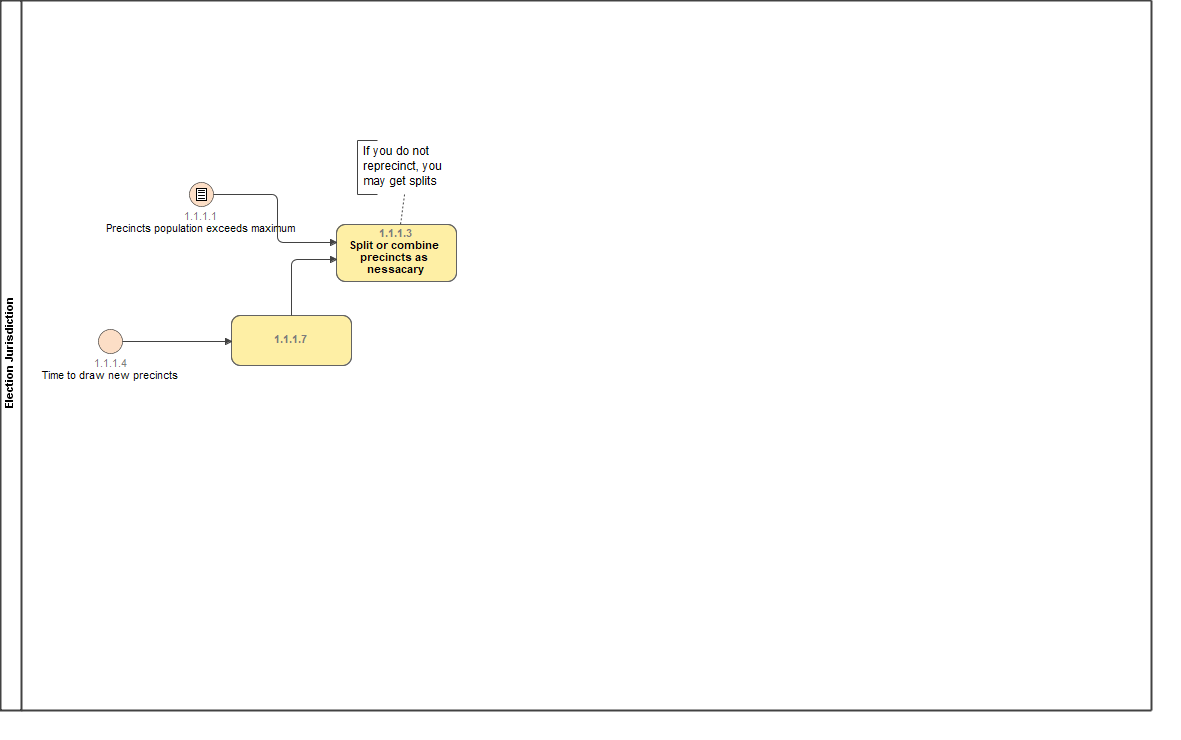 Election Jurisdiction
If you do not
reprecinct, you
may get splits
1.1.1.1
Precincts population exceeds maximum
1.1.1.3
Split or combine
precincts as
nessacary
1.1.1.7
1.1.1.4
Time to draw new precincts